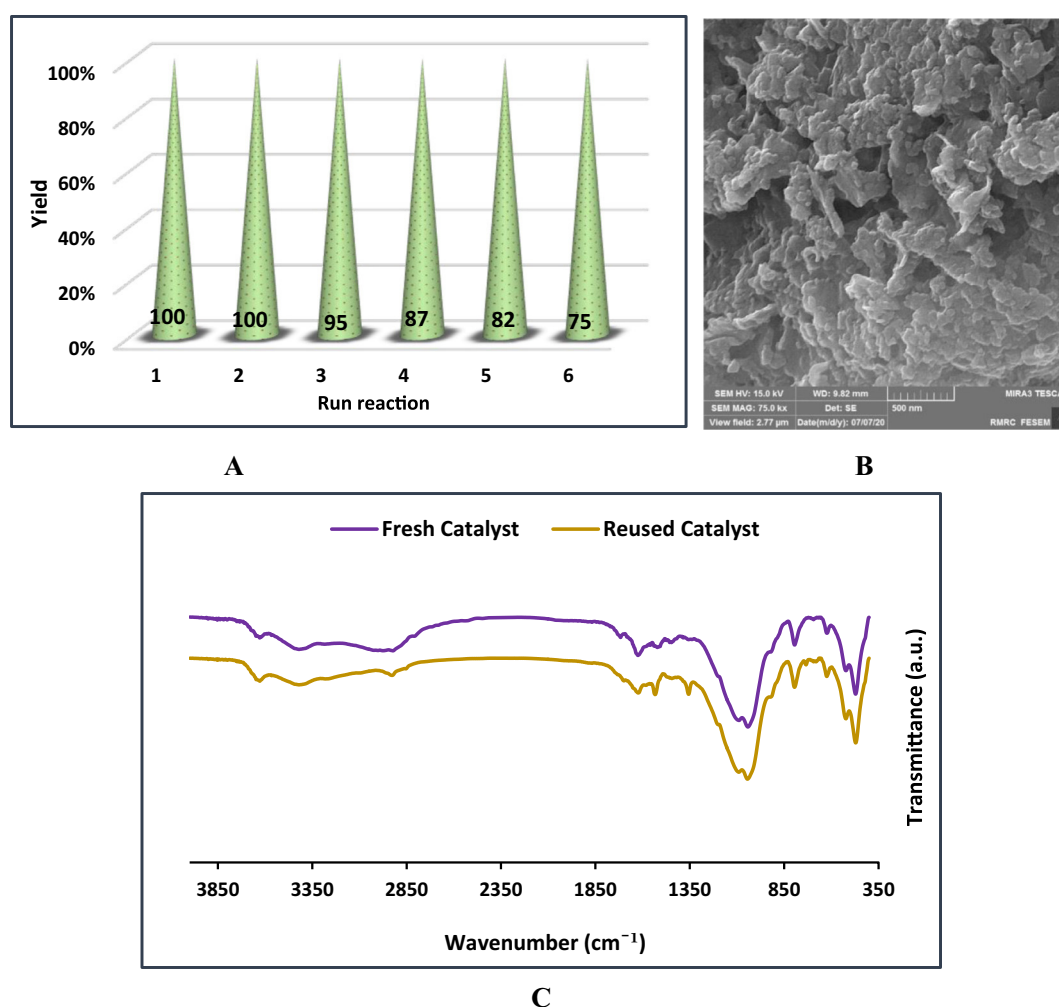 100%
80%
60%
40%
20%
0%
Yield
100 100 95 87 82 75
1 2 3 4 5 6
Run reaction
A
SEM HV: 15.0 kV WD: 9.82 mm MIRA3 TESCA
SEM MAG: 75.0 kx Det: SE 500 nm
View field: 2.77 µm Date(m/d/y): 07/07/20 RMRC FESEM
B
Fresh Catalyst Reused Catalyst
Transmittance (a.u.)
3850 3350 2850 2350 1850 1350 850 350
Wavenumber (cm⁻¹)
C